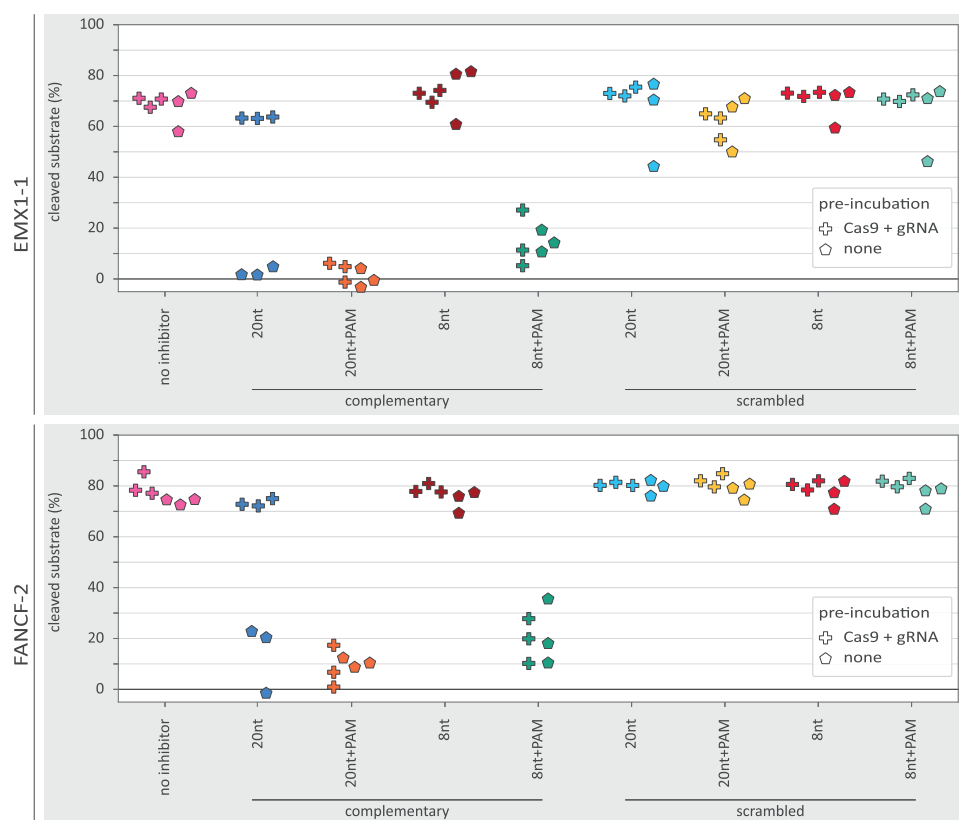 EMX1-1
cleaved substrate (%)
100
80
60
40
20
0
pre-incubation
Cas9 + gRNA
none
no inhibitor
20nt
20nt+PAM
8nt
8nt+PAM
20nt
20nt+PAM
8nt
8nt+PAM
complementary
scrambled
FANCF-2
cleaved substrate (%)
100
80
60
40
20
0
pre-incubation
Cas9 + gRNA
none
no inhibitor
20nt
20nt+PAM
8nt
8nt+PAM
20nt
20nt+PAM
8nt
8nt+PAM
complementary
scrambled